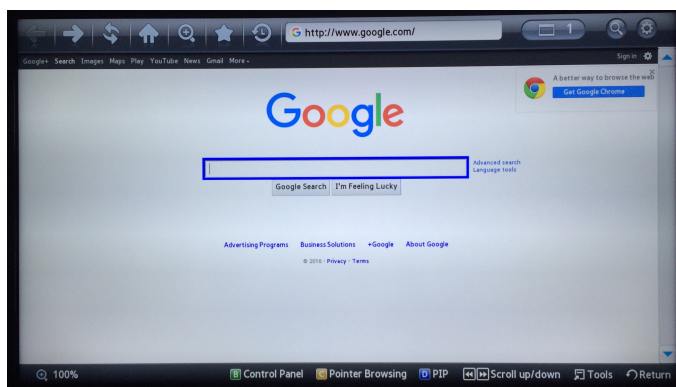 http://www.google.com/
1
Google+ Search Images Maps Play YouTube News Gmail More
Sign in
A better way to browse the web
Get Google Chrome
Google
Advanced search
Language tools
Google Search I'm Feeling Lucky
Advertising Programs Business Solutions +Google About Google
© 2016 - Privacy - Terms
100% B Control Panel C Pointer Browsing D PIP Scroll up/down Tools Return